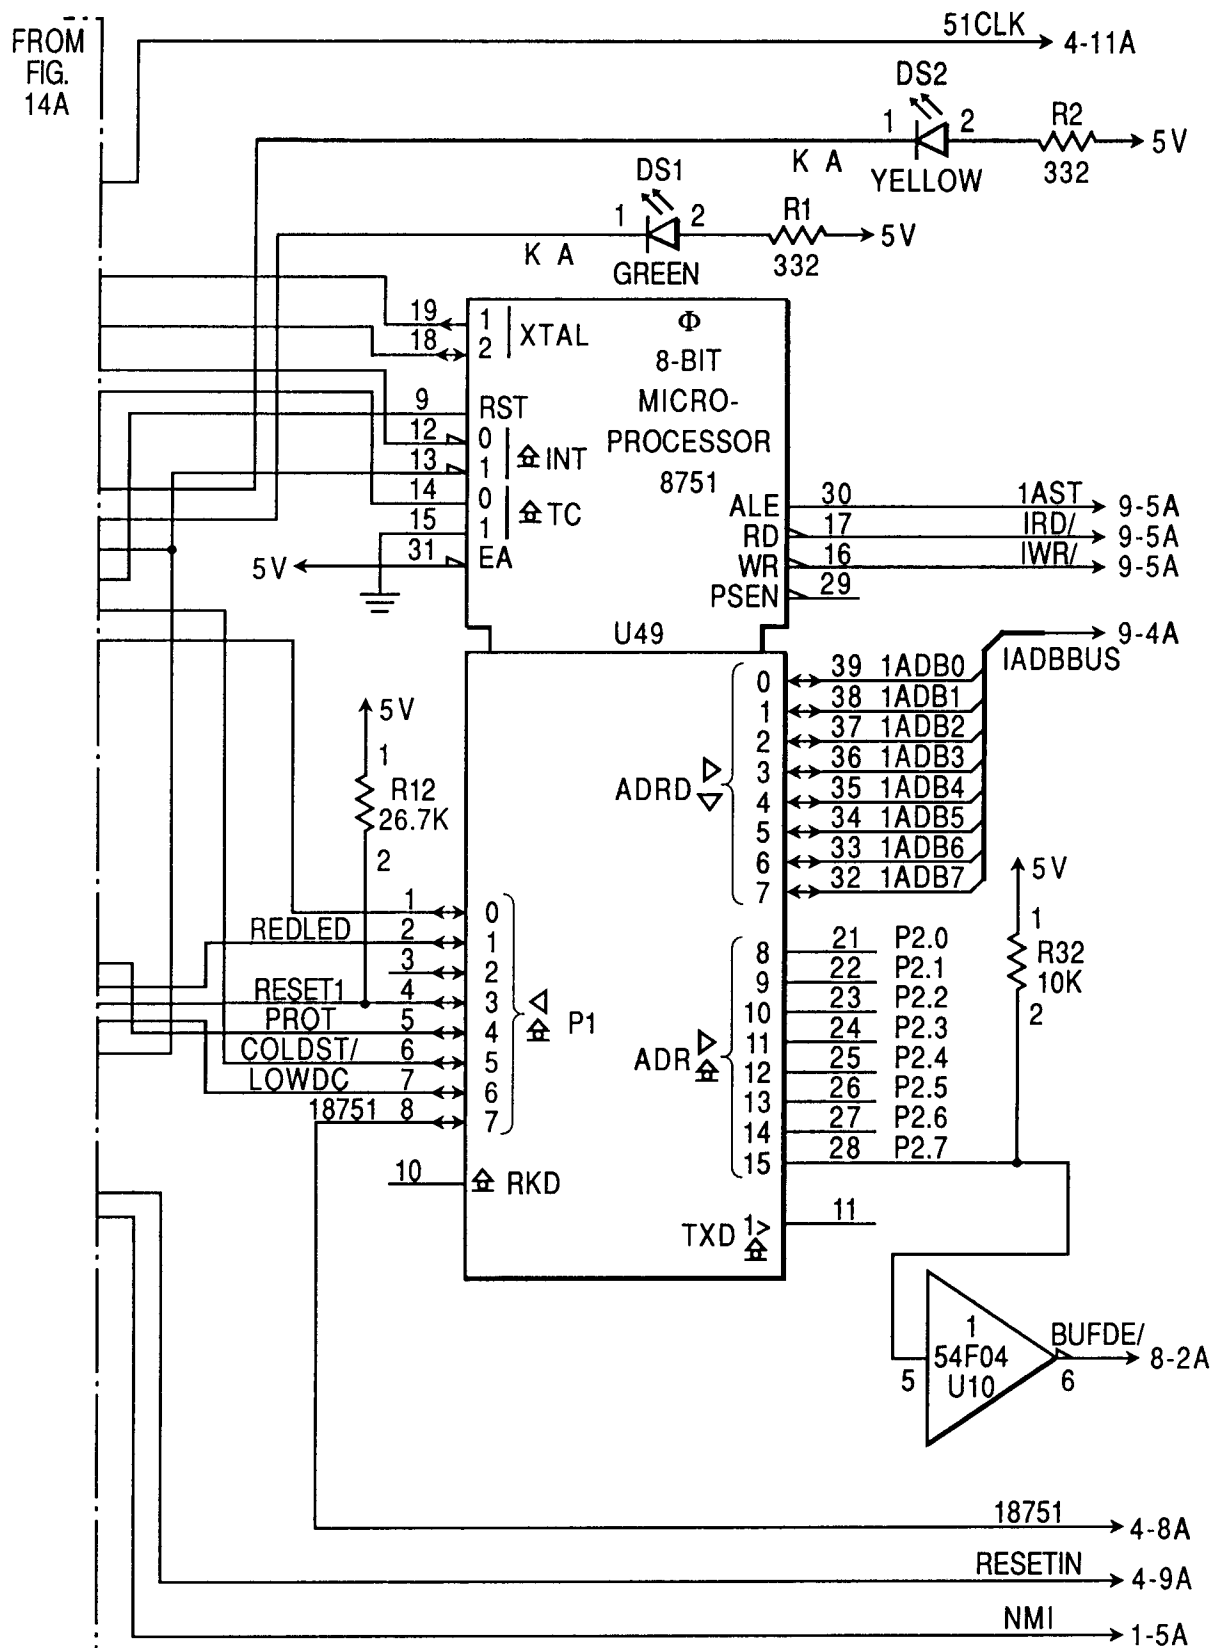 FROM
FIG.
14A
51CLK
4-11A
DS2
1
2
R2
5V
K A
YELLOW
332
DS1
1
2
R1
5V
K A
GREEN
332
19
1
XTAL
18
2
Φ
8-BIT
MICRO-
PROCESSOR
8751
9
RST
12
0
INT
13
1
14
0
TC
15
1
31
EA
5V
ALE
30
1AST
9-5A
RD
17
IRD/
9-5A
WR
16
IWR/
9-5A
PSEN
29
U49
9-4A
IADBBUS
0
39
1ADB0
1
38
1ADB1
2
37
1ADB2
3
36
1ADB3
ADRD
4
35
1ADB4
5
34
1ADB5
6
33
1ADB6
7
32
1ADB7
5V
1
R12
26.7K
2
5V
1
R32
10K
2
1
0
REDLED
2
1
3
2
RESET1
4
3
P1
PROT
5
4
COLDST/
6
5
LOWDC
7
6
18751
8
7
8
21
P2.0
9
22
P2.1
10
23
P2.2
11
24
P2.3
ADR
12
25
P2.4
13
26
P2.5
14
27
P2.6
15
28
P2.7
10
RKD
TXD
1>
11
1
54F04
U10
5
6
BUFDE/
8-2A
18751
4-8A
RESETIN
4-9A
NMI
1-5A